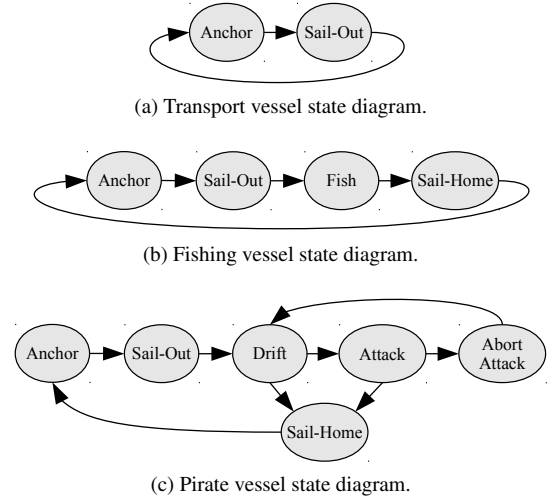 Anchor Sail-Out
(a) Transport vessel state diagram.
Anchor Sail-Out Fish Sail-Home
(b) Fishing vessel state diagram.
Anchor Sail-Out Drift Attack Abort
Attack
Sail-Home
(c) Pirate vessel state diagram.